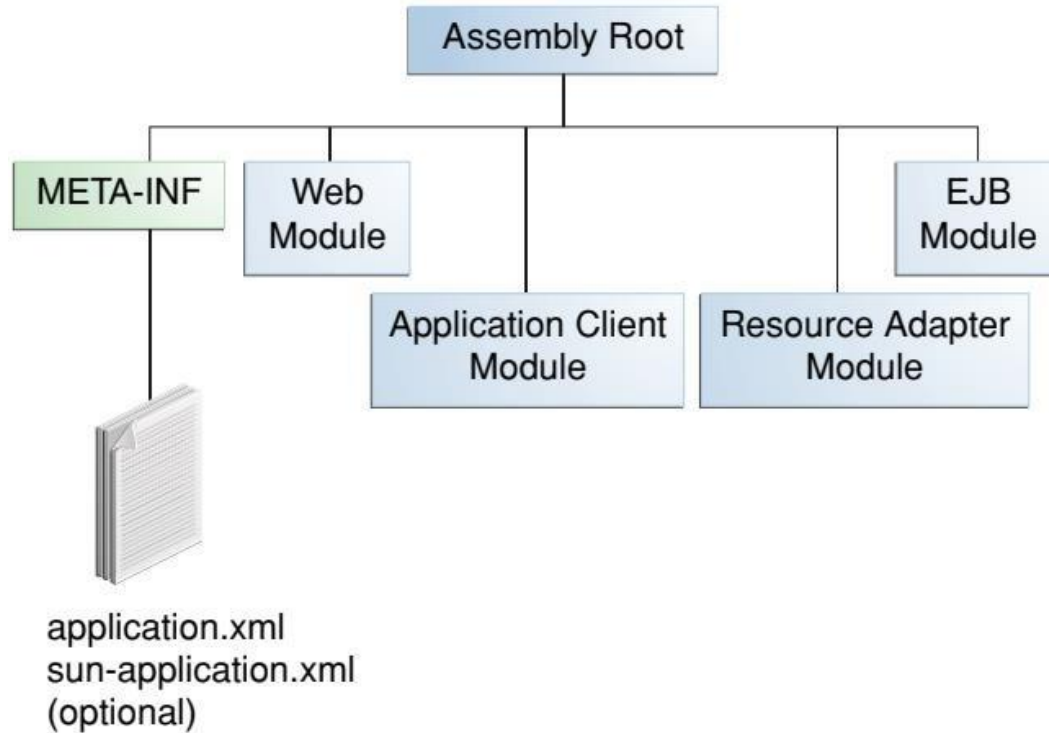 Assembly Root
META-INF
Web
Module
EJB
Module
Application Client
Module
Resource Adapter
Module
application.xml
sun-application.xml
(optional)